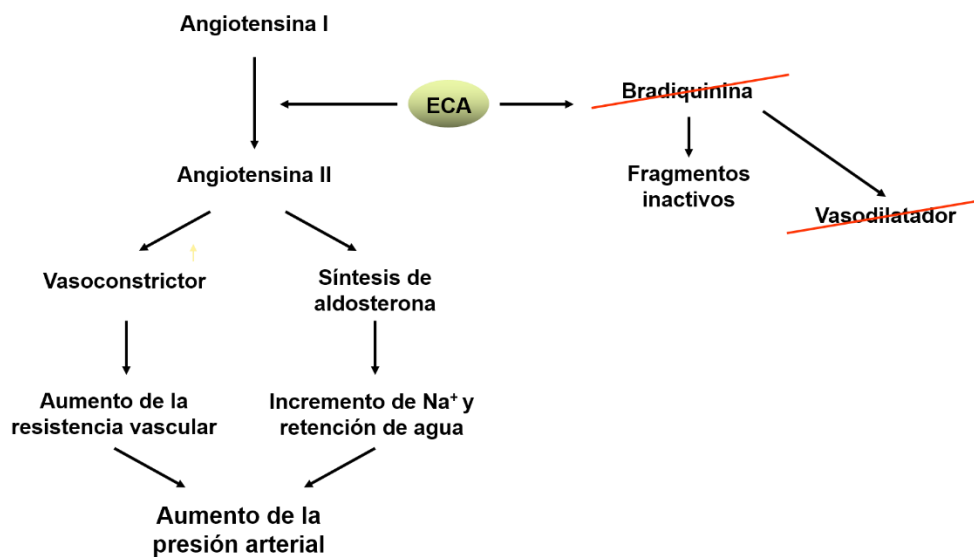 Angiotensina I
ECA
Bradiquinina
Angiotensina II
Fragmentos
inactivos
Vasodilatador
Vasoconstrictor
Síntesis de
aldosterona
Aumento de la
resistencia vascular
Incremento de Na⁺ y
retención de agua
Aumento de la
presión arterial